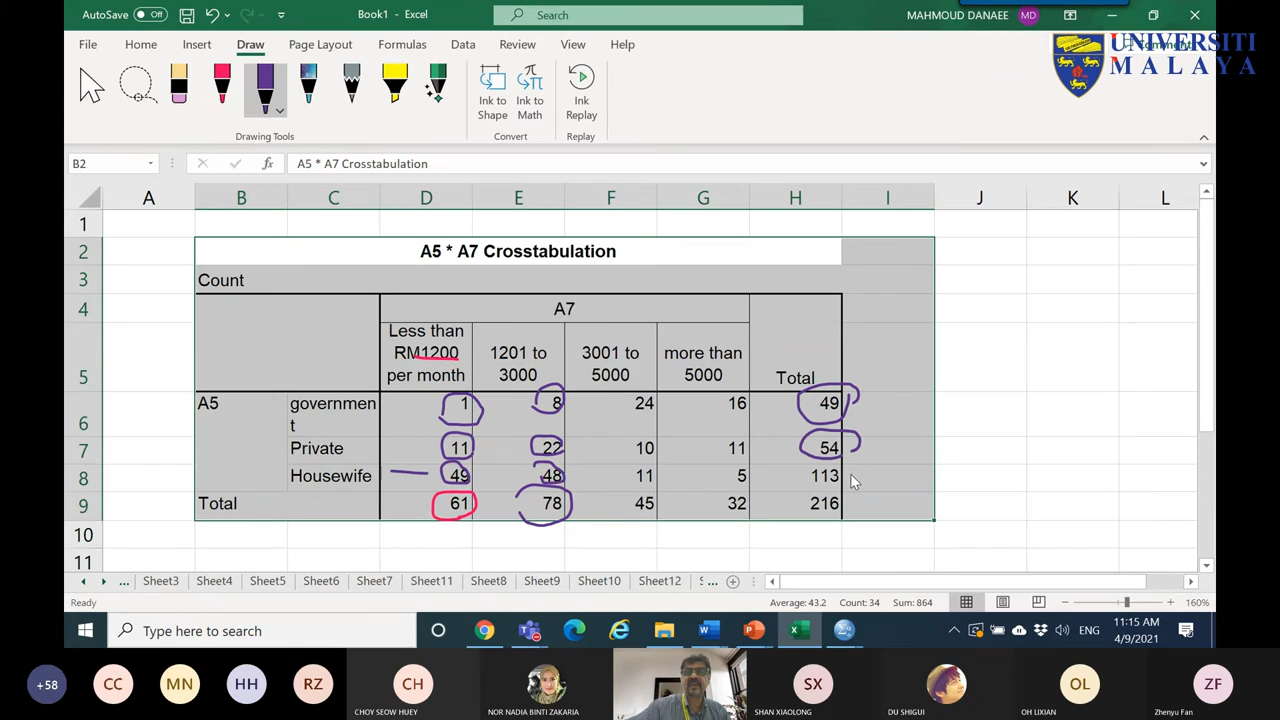 AutoSave Off Book1 - Excel Search MAHMOUD DANAEE MD
File Home Insert Draw Page Layout Formulas Data Review View Help
UNIVERSITI
MALAYA
Ink to Shape
Ink to Math
Ink Replay
Drawing Tools Convert Replay
B2 fx A5 * A7 Crosstabulation
A B C D E F G H I J K L
1
2 A5 * A7 Crosstabulation
3 Count
4 A7
Less than
RM1200 1201 to 3001 to more than
5 per month 3000 5000 5000 Total
A5 governmen 1 8 24 16 49
6 t
7 Private 11 22 10 11 54
8 Housewife 49 48 11 5 113
9 Total 61 78 45 32 216
10
11
... Sheet3 Sheet4 Sheet5 Sheet6 Sheet7 Sheet11 Sheet8 Sheet9 Sheet10 Sheet12 S ...
Ready Average: 43.2 Count: 34 Sum: 864 160%
Type here to search ENG 11:15 AM
4/9/2021
+58 CC MN HH RZ CH SX OL ZF
CHOY SEOW HUEY NOR NADIA BINTI ZAKARIA SHAN XIAOLONG DU SHIGUI OH LIXIAN Zhenyu Fan